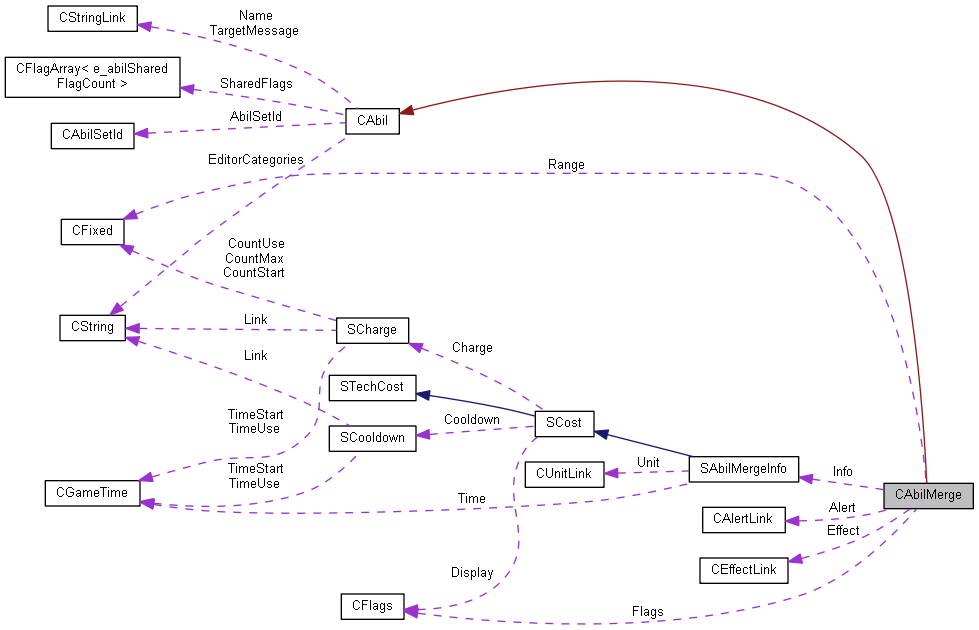 CStringLink
Name
TargetMessage
CFlagArray< e_abilShared
FlagCount >
SharedFlags
CAbilSetId
AbilSetId
CAbil
EditorCategories
Range
CFixed
CountUse
CountMax
CountStart
CString
Link
SCharge
Charge
Link
STechCost
TimeStart
TimeUse
SCooldown
Cooldown
SCost
Unit
SAbilMergeInfo
Info
CUnitLink
TimeStart
TimeUse
CGameTime
Time
CAbilMerge
Alert
CAlertLink
Effect
CEffectLink
Display
CFlags
Flags